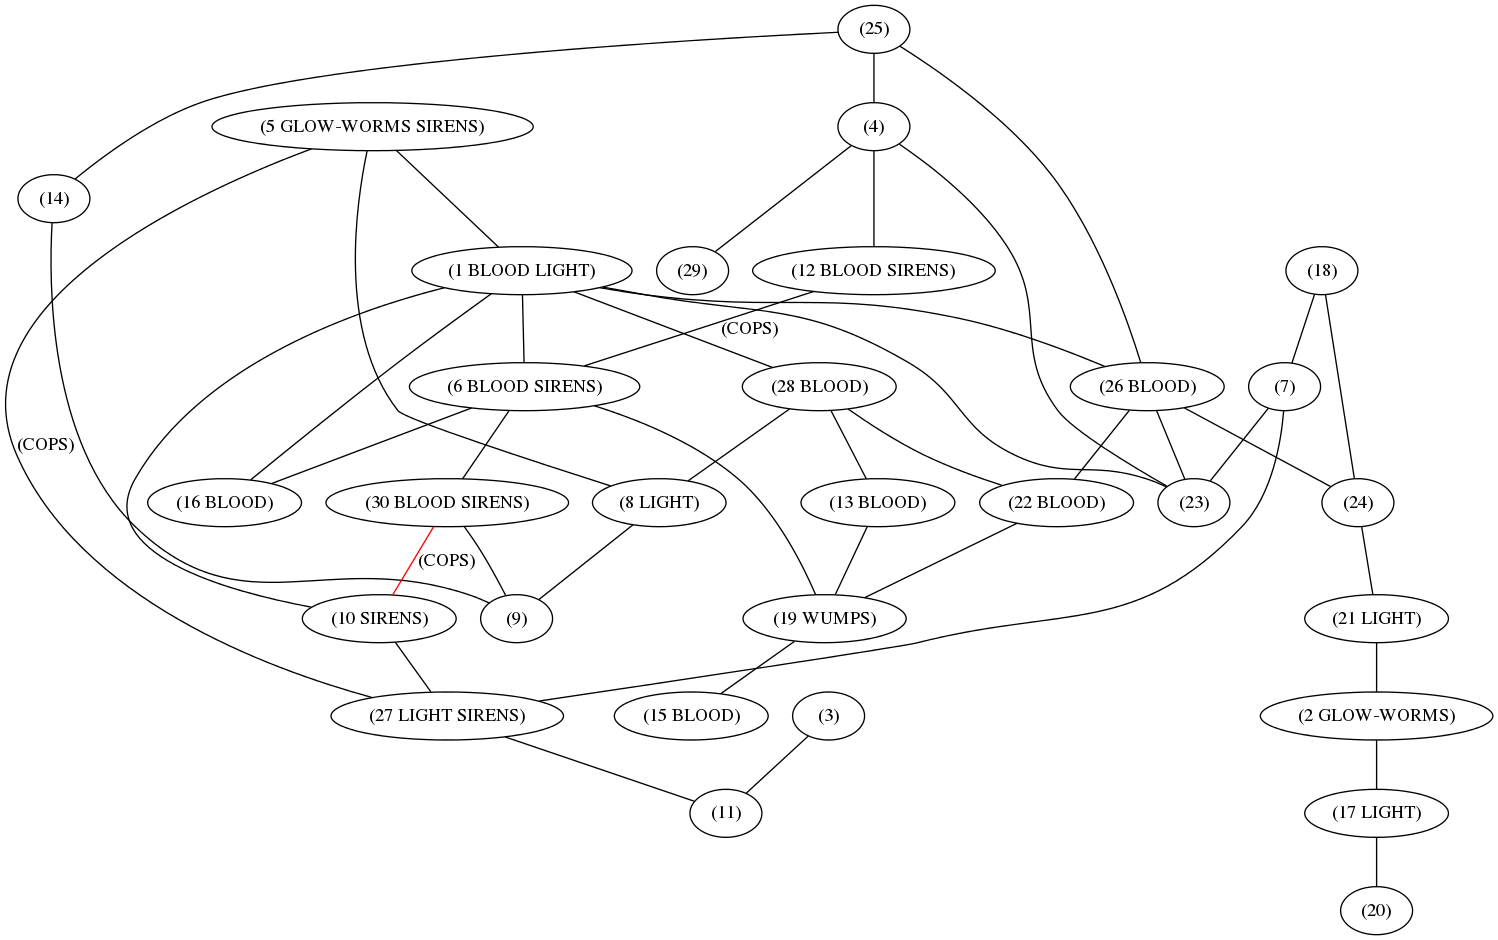 (25)
(5 GLOW-WORMS SIRENS)
(4)
(14)
(1 BLOOD LIGHT)
(29)
(12 BLOOD SIRENS)
(18)
(COPS)
(6 BLOOD SIRENS)
(28 BLOOD)
(26 BLOOD)
(7)
(COPS)
(16 BLOOD)
(30 BLOOD SIRENS)
(8 LIGHT)
(13 BLOOD)
(22 BLOOD)
(23)
(24)
(COPS)
(10 SIRENS)
(9)
(19 WUMPS)
(21 LIGHT)
(27 LIGHT SIRENS)
(15 BLOOD)
(3)
(2 GLOW-WORMS)
(11)
(17 LIGHT)
(20)